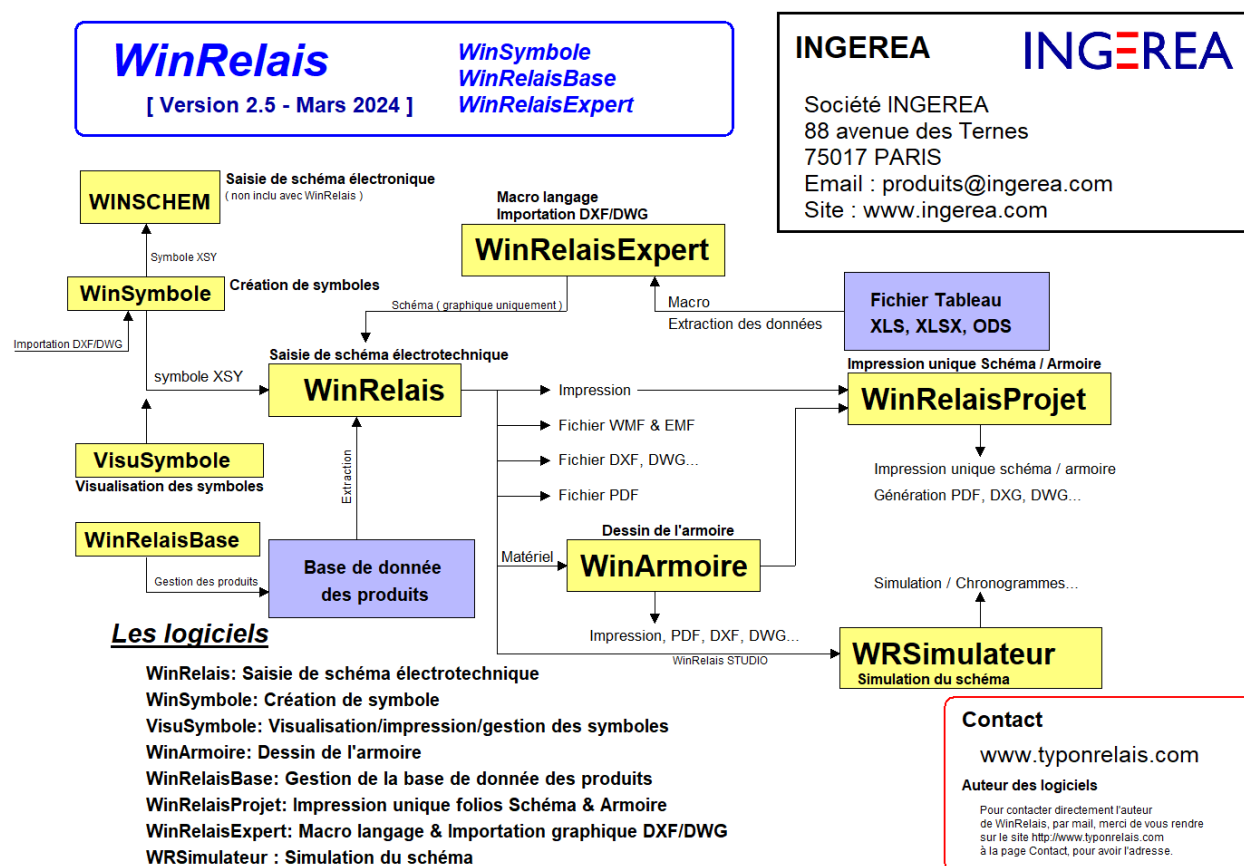 WinRelais
[ Version 2.5 - Mars 2024 ]
WinSymbole
WinRelaisBase
WinRelaisExpert
INGEREA
INGEREA
Société INGEREA
88 avenue des Ternes
75017 PARIS
Email : produits@ingerea.com
Site : www.ingerea.com
WINSCHEM
Saisie de schéma électronique
( non inclu avec WinRelais )
Symbole XSY
WinSymbole
Création de symboles
Importation DXF/DWG
symbole XSY
VisuSymbole
Visualisation des symboles
WinRelaisBase
Gestion des produits
Macro langage
Importation DXF/DWG
WinRelaisExpert
Schéma ( graphique uniquement )
Macro
Extraction des données
Fichier Tableau
XLS, XLSX, ODS
Saisie de schéma électrotechnique
WinRelais
Extraction
Base de donnée
des produits
Impression
Fichier WMF & EMF
Fichier DXF, DWG...
Fichier PDF
Matériel
Dessin de l'armoire
WinArmoire
Impression, PDF, DXF, DWG...
WinRelais STUDIO
Impression unique Schéma / Armoire
WinRelaisProjet
Impression unique schéma / armoire
Génération PDF, DXG, DWG...
Simulation / Chronogrammes...
WRSimulateur
Simulation du schéma
Les logiciels
WinRelais: Saisie de schéma électrotechnique
WinSymbole: Création de symbole
VisuSymbole: Visualisation/impression/gestion des symboles
WinArmoire: Dessin de l'armoire
WinRelaisBase: Gestion de la base de donnée des produits
WinRelaisProjet: Impression unique folios Schéma & Armoire
WinRelaisExpert: Macro langage & Importation graphique DXF/DWG
WRSimulateur : Simulation du schéma
Contact
www.typonrelais.com
Auteur des logiciels
Pour contacter directement l'auteur
de WinRelais, par mail, merci de vous rendre
sur le site http://www.typonrelais.com
à la page Contact, pour avoir l'adresse.